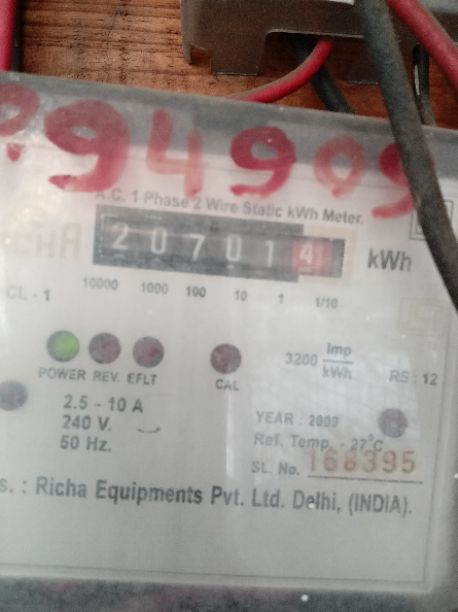 94909
A.C. 1 Phase 2 Wire Static kWh Meter.
207014 kWh
CL - 1 10000 1000 100 10 1 1/10
POWER REV. EFLT CAL
3200 Imp/kWh
RS : 12
2.5 - 10 A
240 V.
50 Hz.
YEAR : 2009
Ref. Temp. - 27°C
SL. No. 168395
s. : Richa Equipments Pvt. Ltd. Delhi, (INDIA).